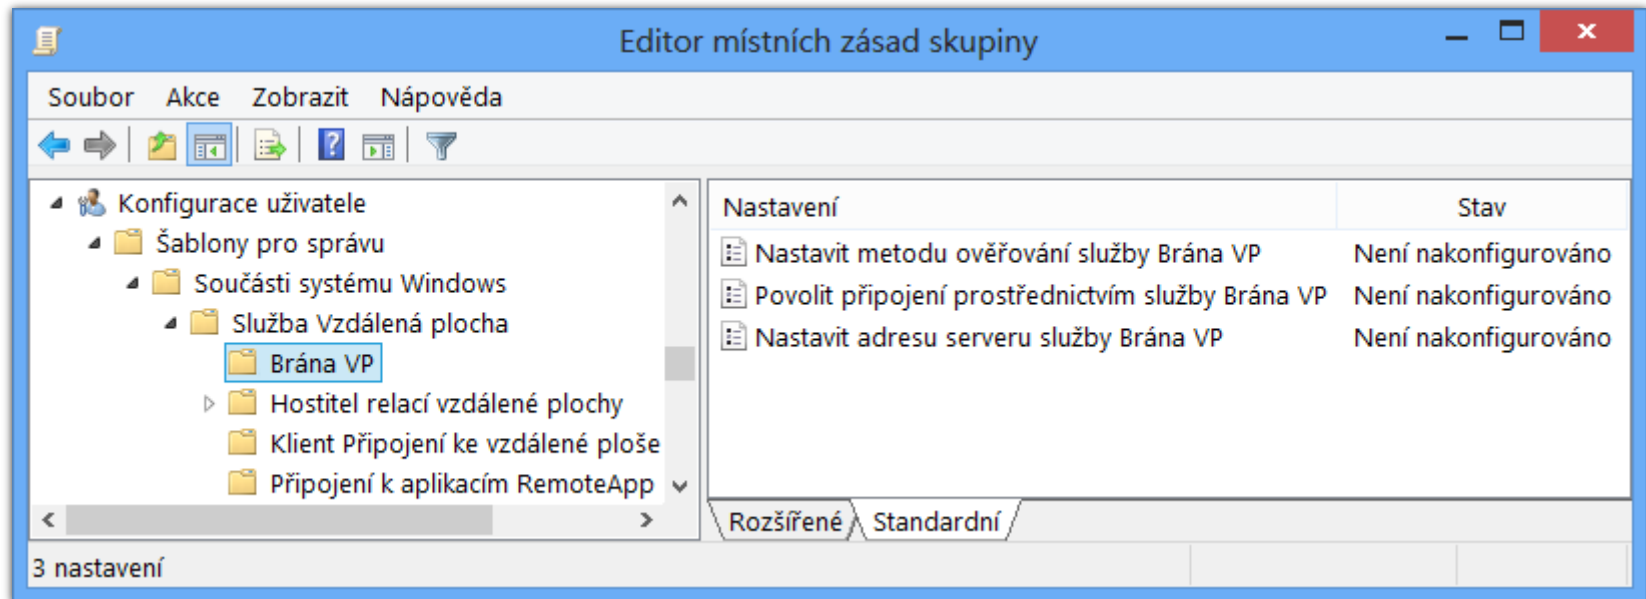 Editor místních zásad skupiny
Soubor Akce Zobrazit Nápověda
Konfigurace uživatele
Šablony pro správu
Součásti systému Windows
Služba Vzdálená plocha
Brána VP
Hostitel relací vzdálené plochy
Klient Připojení ke vzdálené ploše
Připojení k aplikacím RemoteApp
Nastavení Stav
Nastavit metodu ověřování služby Brána VP Není nakonfigurováno
Povolit připojení prostřednictvím služby Brána VP Není nakonfigurováno
Nastavit adresu serveru služby Brána VP Není nakonfigurováno
Rozšířené Standardní
3 nastavení